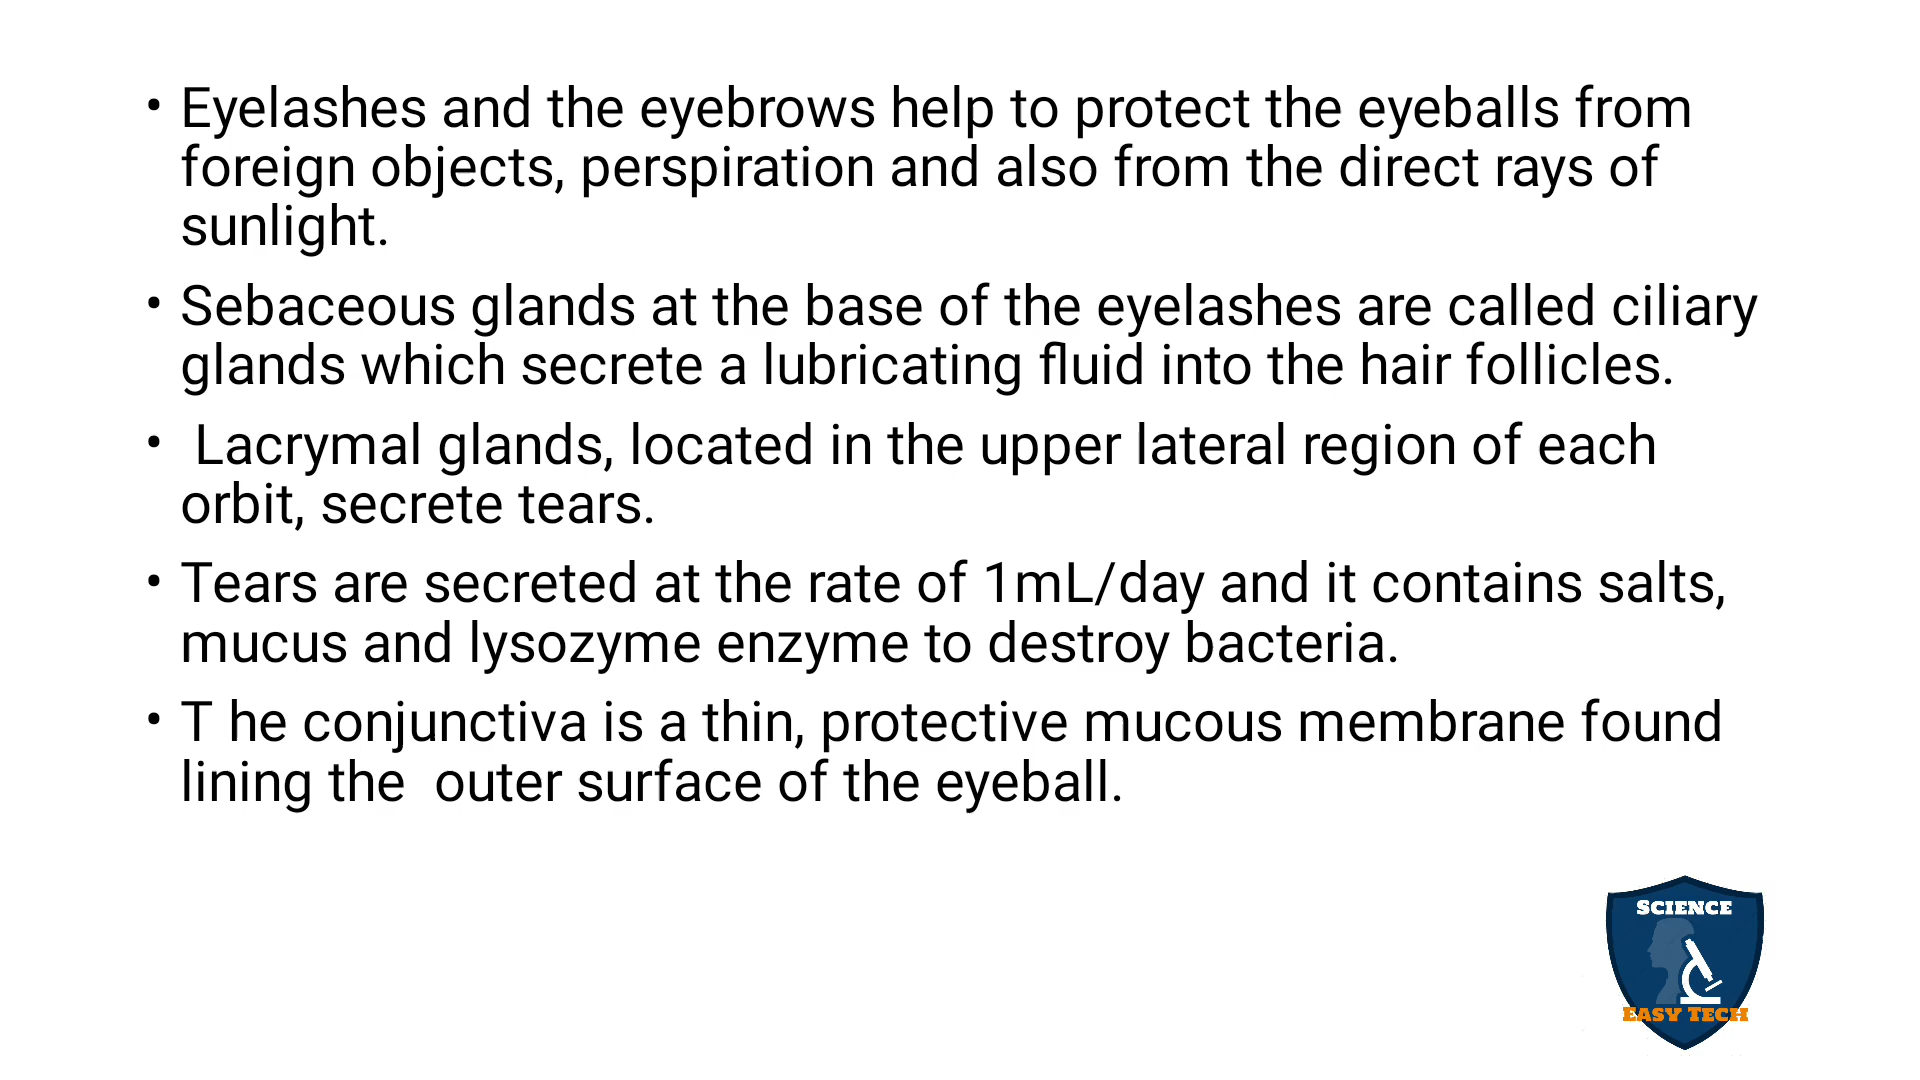 • Eyelashes and the eyebrows help to protect the eyeballs from
foreign objects, perspiration and also from the direct rays of
sunlight.
• Sebaceous glands at the base of the eyelashes are called ciliary
glands which secrete a lubricating fluid into the hair follicles.
•  Lacrymal glands, located in the upper lateral region of each
orbit, secrete tears.
• Tears are secreted at the rate of 1mL/day and it contains salts,
mucus and lysozyme enzyme to destroy bacteria.
• T he conjunctiva is a thin, protective mucous membrane found
lining the  outer surface of the eyeball.
SCIENCE
EASY TECH